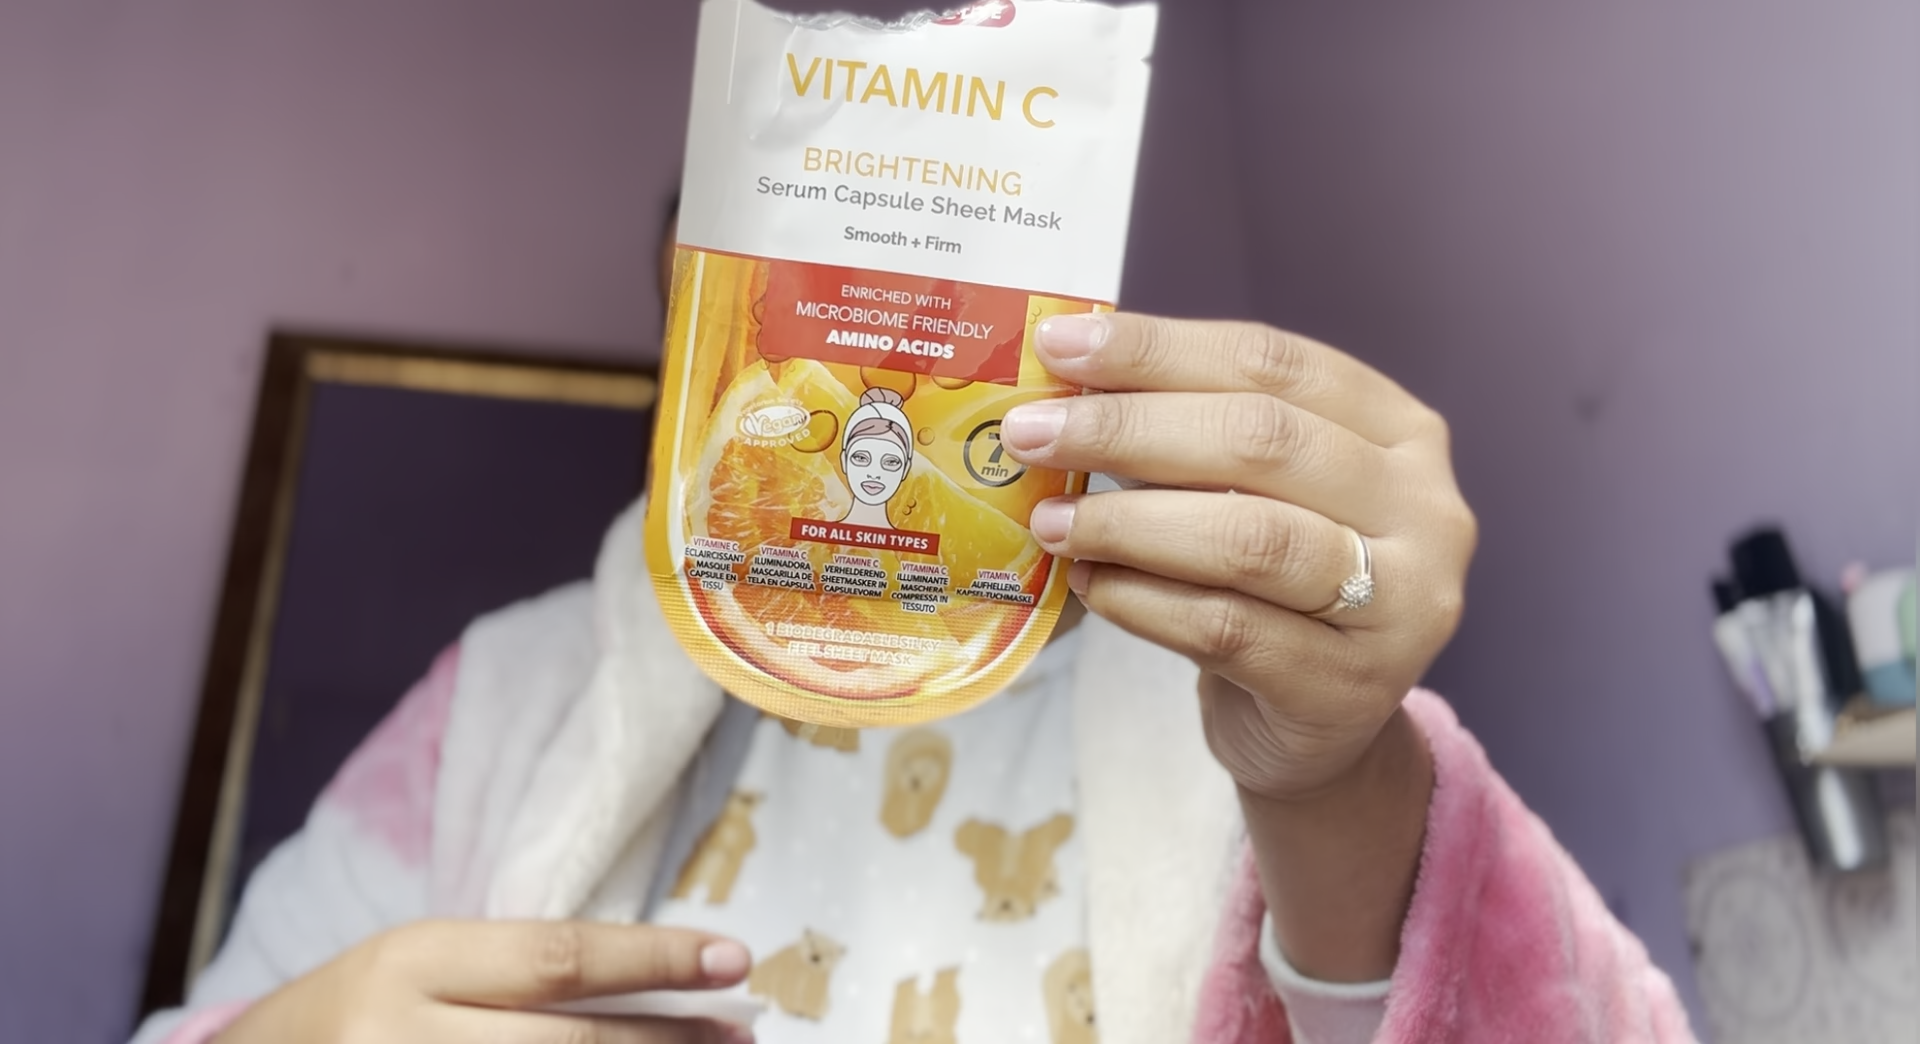 VITAMIN C
BRIGHTENING
Serum Capsule Sheet Mask
Smooth + Firm
ENRICHED WITH
MICROBIOME FRIENDLY
AMINO ACIDS
Vegan
APPROVED
7
min
FOR ALL SKIN TYPES
VITAMINE C
ÉCLAIRCISSANT
MASQUE
CAPSULE EN
TISSU
VITAMINA C
ILUMINADORA
MASCARILLA DE
TELA EN CÁPSULA
VITAMINE C
VERHELDEREND
SHEETMASKER IN
CAPSULEVORM
VITAMINA C
ILLUMINANTE
MASCHERA
COMPRESSA IN
TESSUTO
VITAMIN C
AUFHELLEND
KAPSEL-TUCHMASKE
1 BIODEGRADABLE SILKY
FEEL SHEET MASK